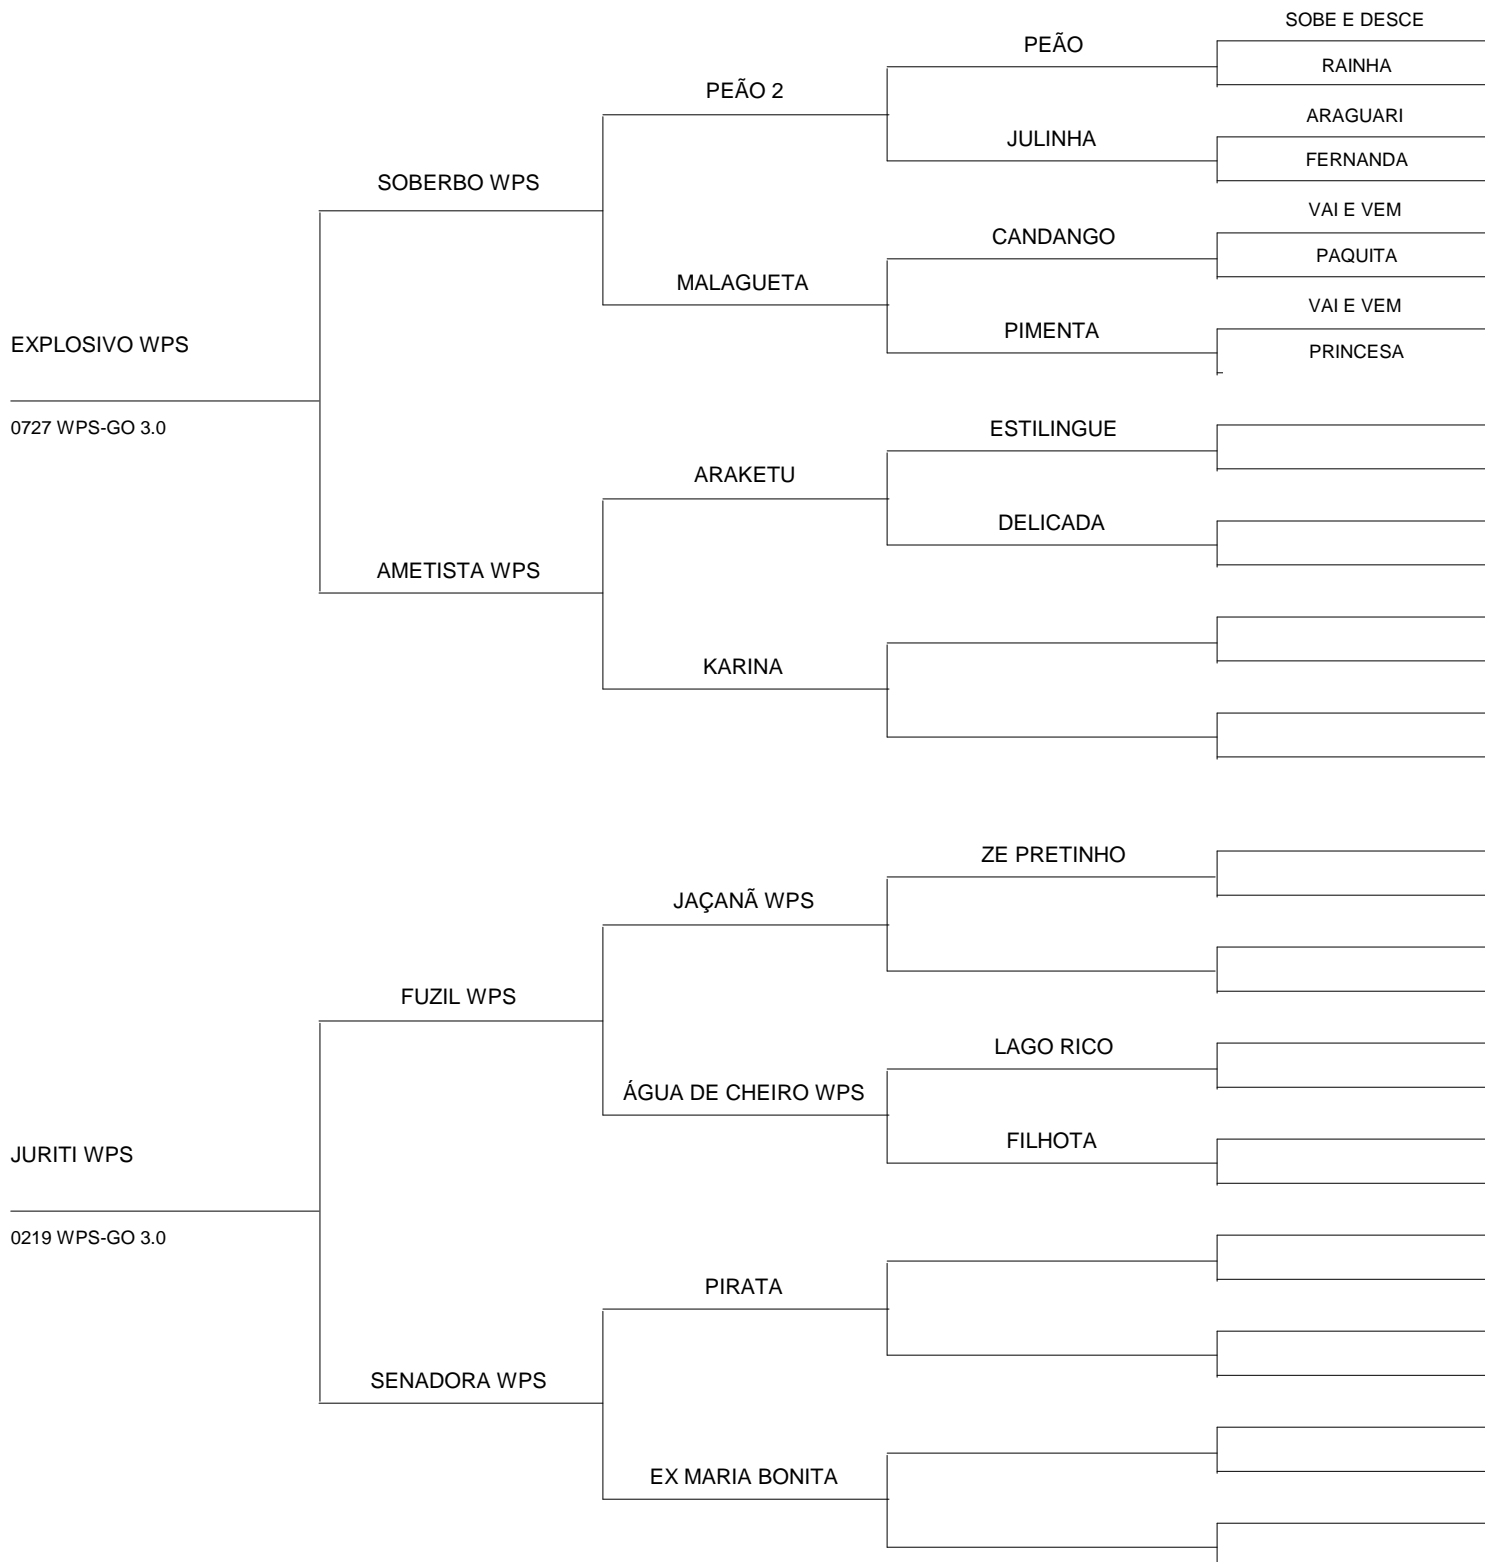 SOBE E DESCE
PEÃO
RAINHA
PEÃO 2
ARAGUARI
JULINHA
FERNANDA
SOBERBO WPS
VAI E VEM
CANDANGO
PAQUITA
MALAGUETA
VAI E VEM
PIMENTA
EXPLOSIVO WPS
PRINCESA
0727 WPS-GO 3.0
ESTILINGUE
ARAKETU
DELICADA
AMETISTA WPS
KARINA
ZE PRETINHO
JAÇANÃ WPS
FUZIL WPS
LAGO RICO
ÁGUA DE CHEIRO WPS
FILHOTA
JURITI WPS
0219 WPS-GO 3.0
PIRATA
SENADORA WPS
EX MARIA BONITA